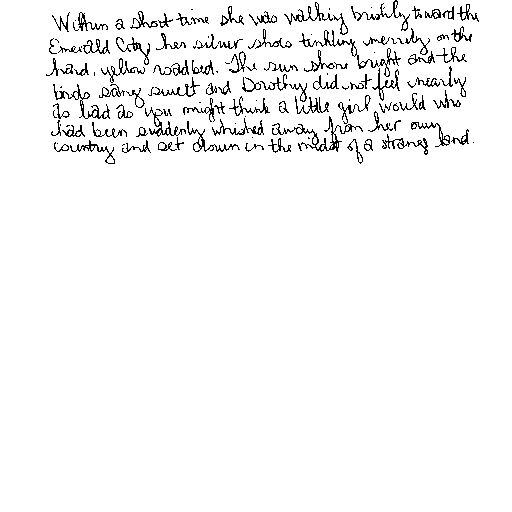 Within a short time she was walking briskly toward the
Emerald City, her silver shoes tinkling merrily on the
hard, yellow roadbed. The sun shone bright and the
birds sang sweet and Dorothy did not feel nearly
as bad as you might think a little girl would who
had been suddenly whished away from her own
country and set down in the midst of a strange land.